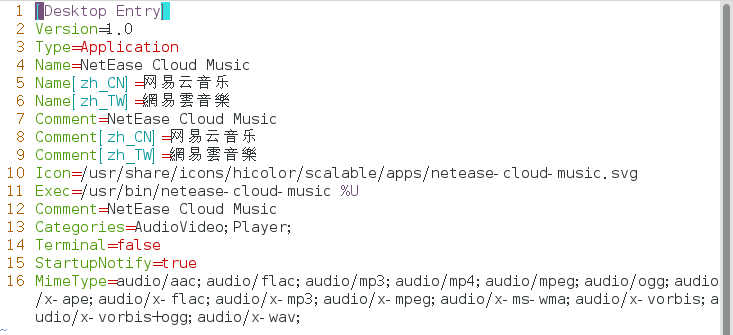 1 [Desktop Entry]
2 Version=1.0
3 Type=Application
4 Name=NetEase Cloud Music
5 Name[zh_CN]=网易云音乐
6 Name[zh_TW]=網易雲音樂
7 Comment=NetEase Cloud Music
8 Comment[zh_CN]=网易云音乐
9 Comment[zh_TW]=網易雲音樂
10 Icon=/usr/share/icons/hicolor/scalable/apps/netease-cloud-music.svg
11 Exec=/usr/bin/netease-cloud-music %U
12 Comment=NetEase Cloud Music
13 Categories=AudioVideo;Player;
14 Terminal=false
15 StartupNotify=true
16 MimeType=audio/aac;audio/flac;audio/mp3;audio/mp4;audio/mpeg;audio/ogg;audio
/x-ape;audio/x-flac;audio/x-mp3;audio/x-mpeg;audio/x-ms-wma;audio/x-vorbis;a
udio/x-vorbis+ogg;audio/x-wav;
~